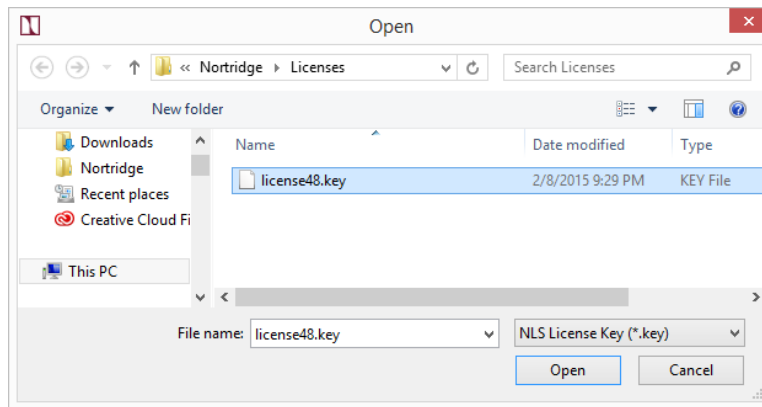 Open
« Nortridge Licenses
Search Licenses
Organize New folder
Downloads
Nortridge
Recent places
Creative Cloud Fi
This PC
Name Date modified Type
license48.key 2/8/2015 9:29 PM KEY File
File name: license48.key NLS License Key (*.key)
Open Cancel